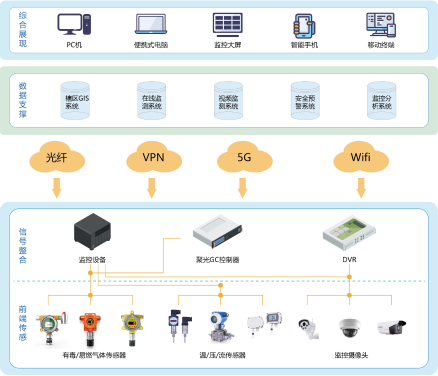 综合展现
PC机
便携式电脑
监控大屏
智能手机
移动终端
数据支撑
辖区GIS
系统
在线监
测系统
视频监
测系统
安全预
警系统
监控分
析系统
光纤
VPN
5G
Wifi
信号整合
监控设备
聚光GC控制器
DVR
前端传感
有毒/易燃气体传感器
温/压/流传感器
监控摄像头